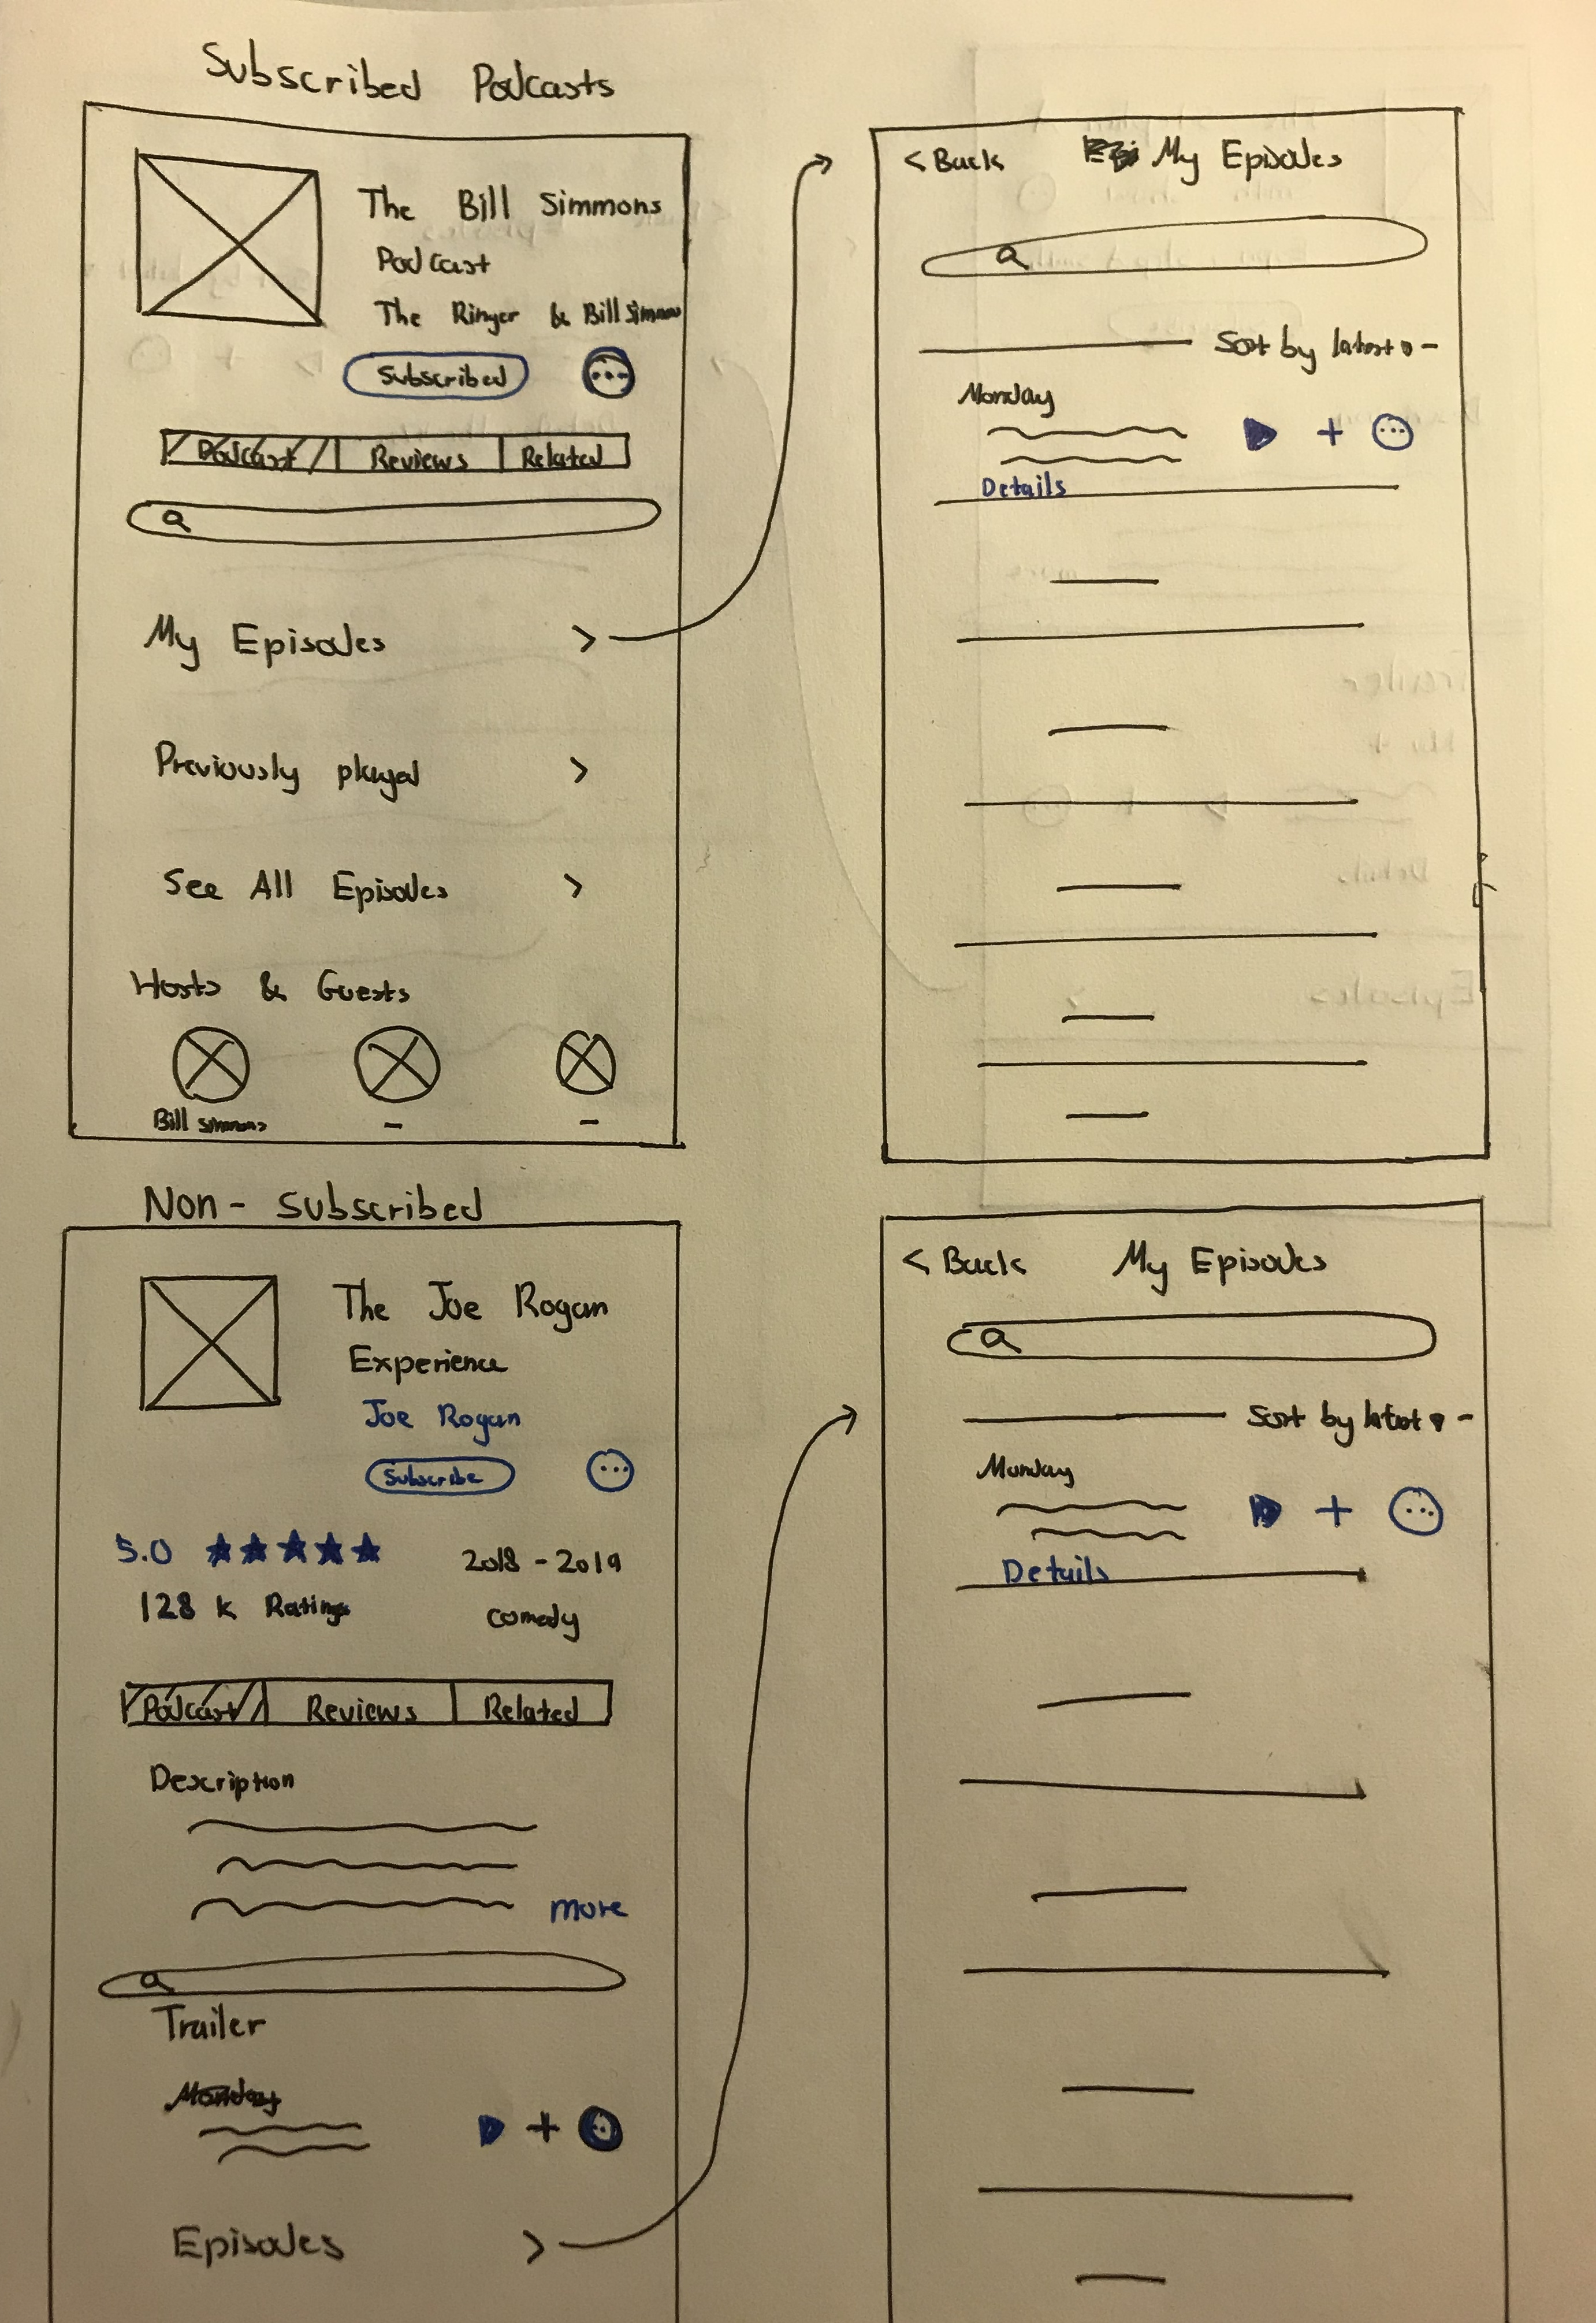 Subscribed Podcasts
The Bill Simmons
Podcast
The Ringer & Bill Simmons
Subscribed
Podcast Reviews Related
My Episodes >
Previously played >
See All Episodes >
Hosts & Guests
Bill Simmons
< Back My Episodes
Sort by latest
Monday
Details
Non - Subscribed
The Joe Rogan
Experience
Joe Rogan
Subscribe
5.0 ★★★★★ 2018 - 2019
128 k Ratings comedy
Podcast Reviews Related
Description
more
Trailer
Monday
Episodes >
< Back My Episodes
Sort by latest
Monday
Details